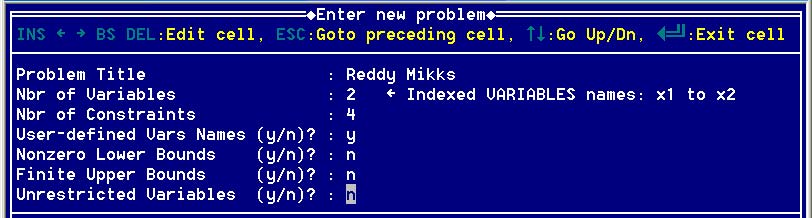 ◆Enter new problem◆
INS ← → BS DEL:Edit cell, ESC:Goto preceding cell, ↑↓:Go Up/Dn, ◄─┘:Exit cell
Problem Title : Reddy Mikks
Nbr of Variables : 2 ← Indexed VARIABLES names: x1 to x2
Nbr of Constraints : 4
User-defined Vars Names (y/n)? : y
Nonzero Lower Bounds (y/n)? : n
Finite Upper Bounds (y/n)? : n
Unrestricted Variables (y/n)? : n